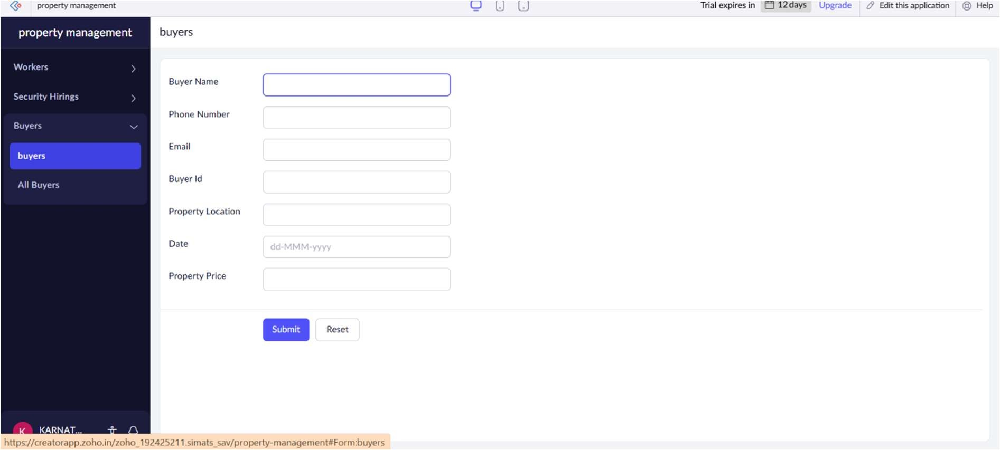 property management
Trial expires in 12 days Upgrade Edit this application Help
property management
buyers
Workers
Security Hirings
Buyers
buyers
All Buyers
Buyer Name
Phone Number
Email
Buyer Id
Property Location
Date dd-MMM-yyyy
Property Price
Submit Reset
K KARNAT...
https://creatorapp.zoho.in/zoho_192425211.simats_sav/property-management#Form:buyers